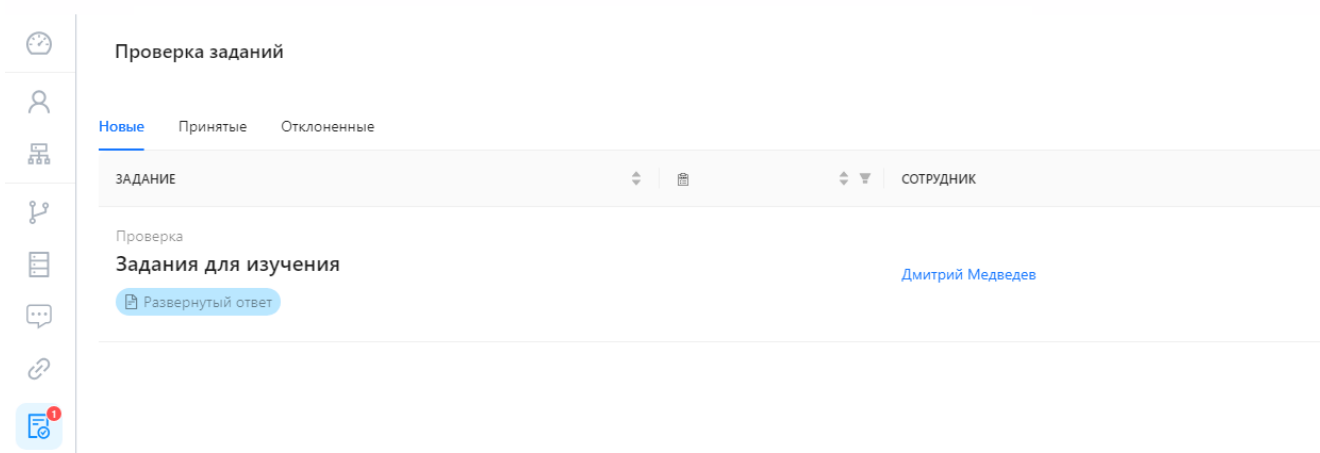 Проверка заданий
Новые Принятые Отклоненные
ЗАДАНИЕ СОТРУДНИК
Проверка
Задания для изучения
Дмитрий Медведев
Развернутый ответ
1